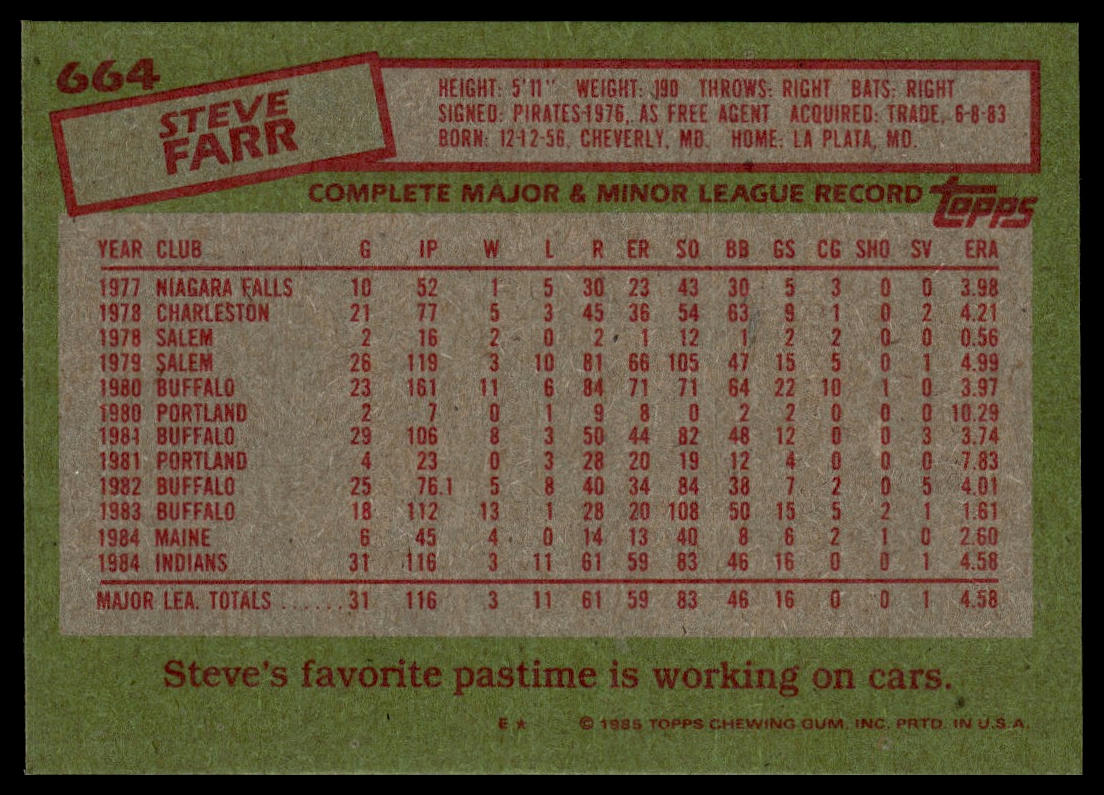 664
STEVE
FARR
HEIGHT: 5'11" WEIGHT: 190 THROWS: RIGHT BATS: RIGHT
SIGNED: PIRATES-1976, AS FREE AGENT ACQUIRED: TRADE, 6-8-83
BORN: 12-12-56, CHEVERLY, MD. HOME: LA PLATA, MD.
COMPLETE MAJOR & MINOR LEAGUE RECORD topps
YEAR CLUB G IP W L R ER SO BB GS CG SHO SV ERA
1977 NIAGARA FALLS 10 52 1 5 30 23 43 30 5 3 0 0 3.98
1978 CHARLESTON 21 77 5 3 45 36 54 63 9 1 0 2 4.21
1978 SALEM 2 16 2 0 2 1 12 1 2 2 0 0 0.56
1979 SALEM 26 119 3 10 81 66 105 47 15 5 0 1 4.99
1980 BUFFALO 23 161 11 6 84 71 71 64 22 10 1 0 3.97
1980 PORTLAND 2 7 0 1 9 8 0 2 2 0 0 0 10.29
1981 BUFFALO 29 106 8 3 50 44 82 48 12 0 0 3 3.74
1981 PORTLAND 4 23 0 3 28 20 19 12 4 0 0 0 7.83
1982 BUFFALO 25 76.1 5 8 40 34 84 38 7 2 0 5 4.01
1983 BUFFALO 18 112 13 1 28 20 108 50 15 5 2 1 1.61
1984 MAINE 6 45 4 0 14 13 40 8 6 2 1 0 2.60
1984 INDIANS 31 116 3 11 61 59 83 46 16 0 0 1 4.58
MAJOR LEA. TOTALS ......31 116 3 11 61 59 83 46 16 0 0 1 4.58
Steve's favorite pastime is working on cars.
E★ © 1985 TOPPS CHEWING GUM, INC. PRTD. IN U.S.A.